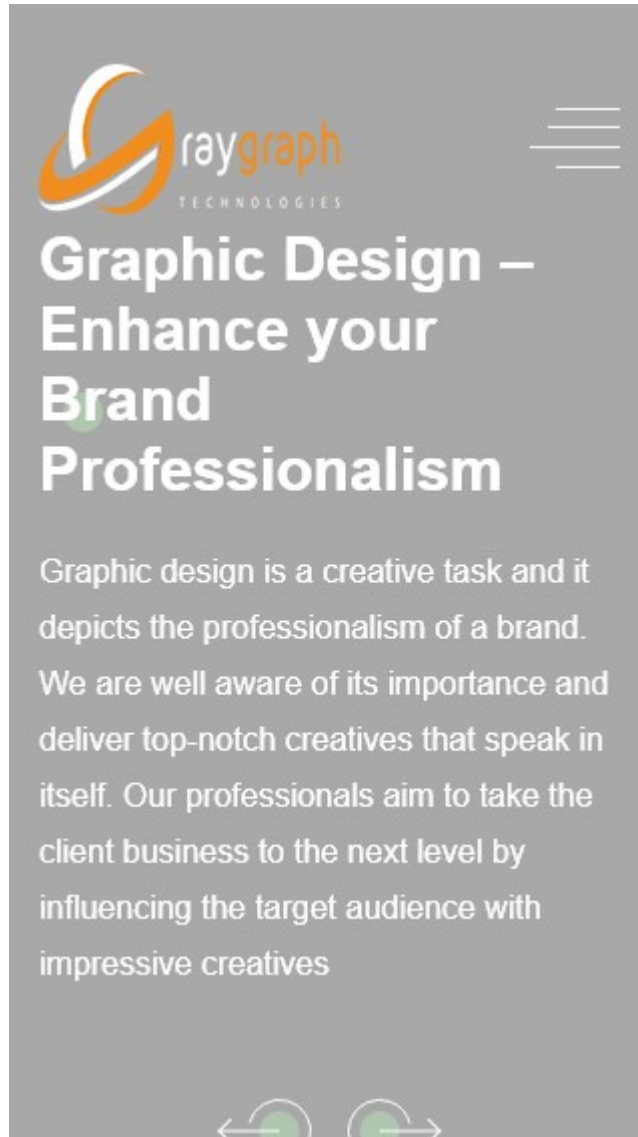 raygraph
TECHNOLOGIES
Graphic Design –
Enhance your
Brand
Professionalism
Graphic design is a creative task and it
depicts the professionalism of a brand.
We are well aware of its importance and
deliver top-notch creatives that speak in
itself. Our professionals aim to take the
client business to the next level by
influencing the target audience with
impressive creatives